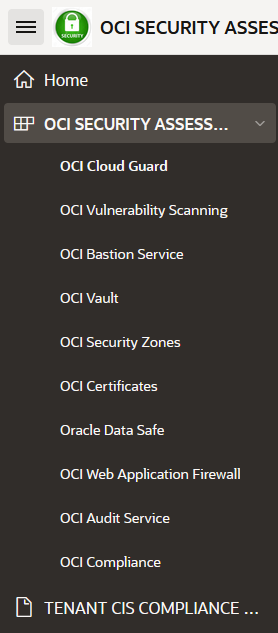 SECURITY
OCI SECURITY ASSES
Home
OCI SECURITY ASSESS...
OCI Cloud Guard
OCI Vulnerability Scanning
OCI Bastion Service
OCI Vault
OCI Security Zones
OCI Certificates
Oracle Data Safe
OCI Web Application Firewall
OCI Audit Service
OCI Compliance
TENANT CIS COMPLIANCE ...